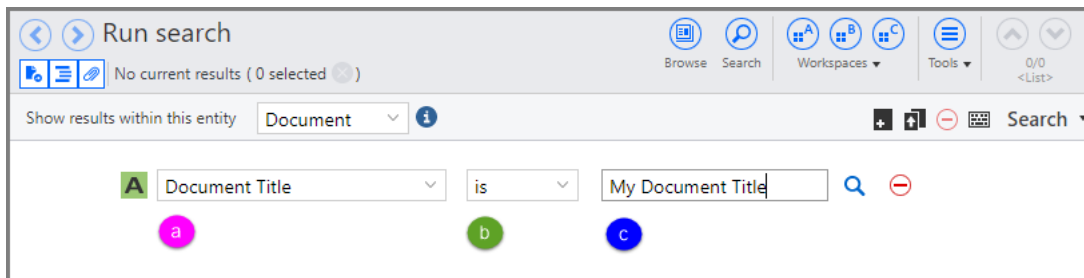 Run search
Browse Search Workspaces Tools 0/0
<List>
No current results ( 0 selected )
Show results within this entity Document i Search
A Document Title is My Document Title
a b c